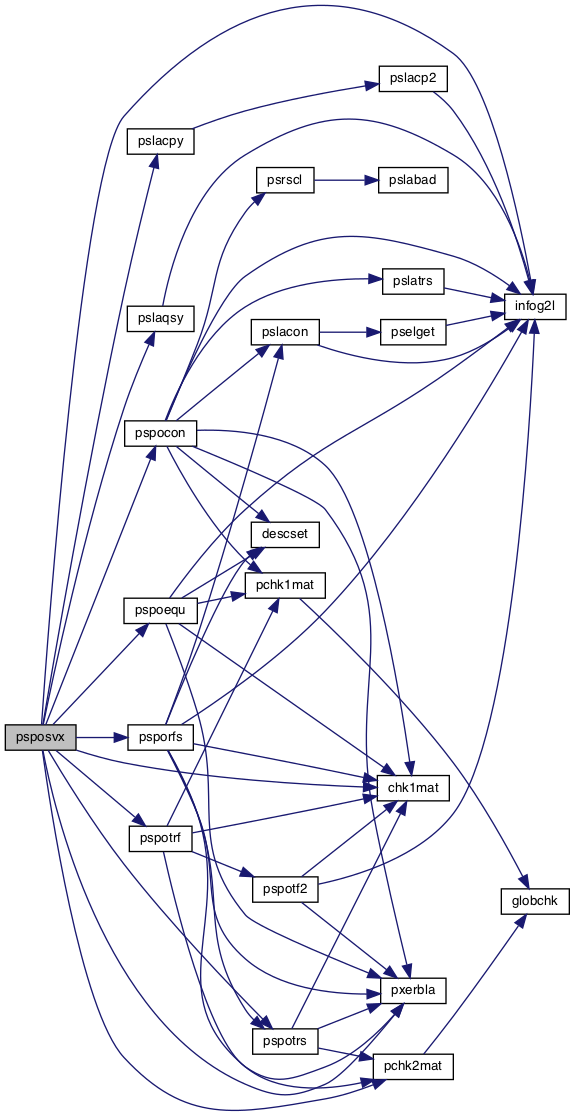 pslacp2
pslacpy
psrscl
pslabad
pslatrs
infog2l
pslaqsy
pslacon
pselget
pspocon
descset
pchk1mat
pspoequ
psposvx
psporfs
chk1mat
pspotrf
pspotf2
globchk
pxerbla
pspotrs
pchk2mat